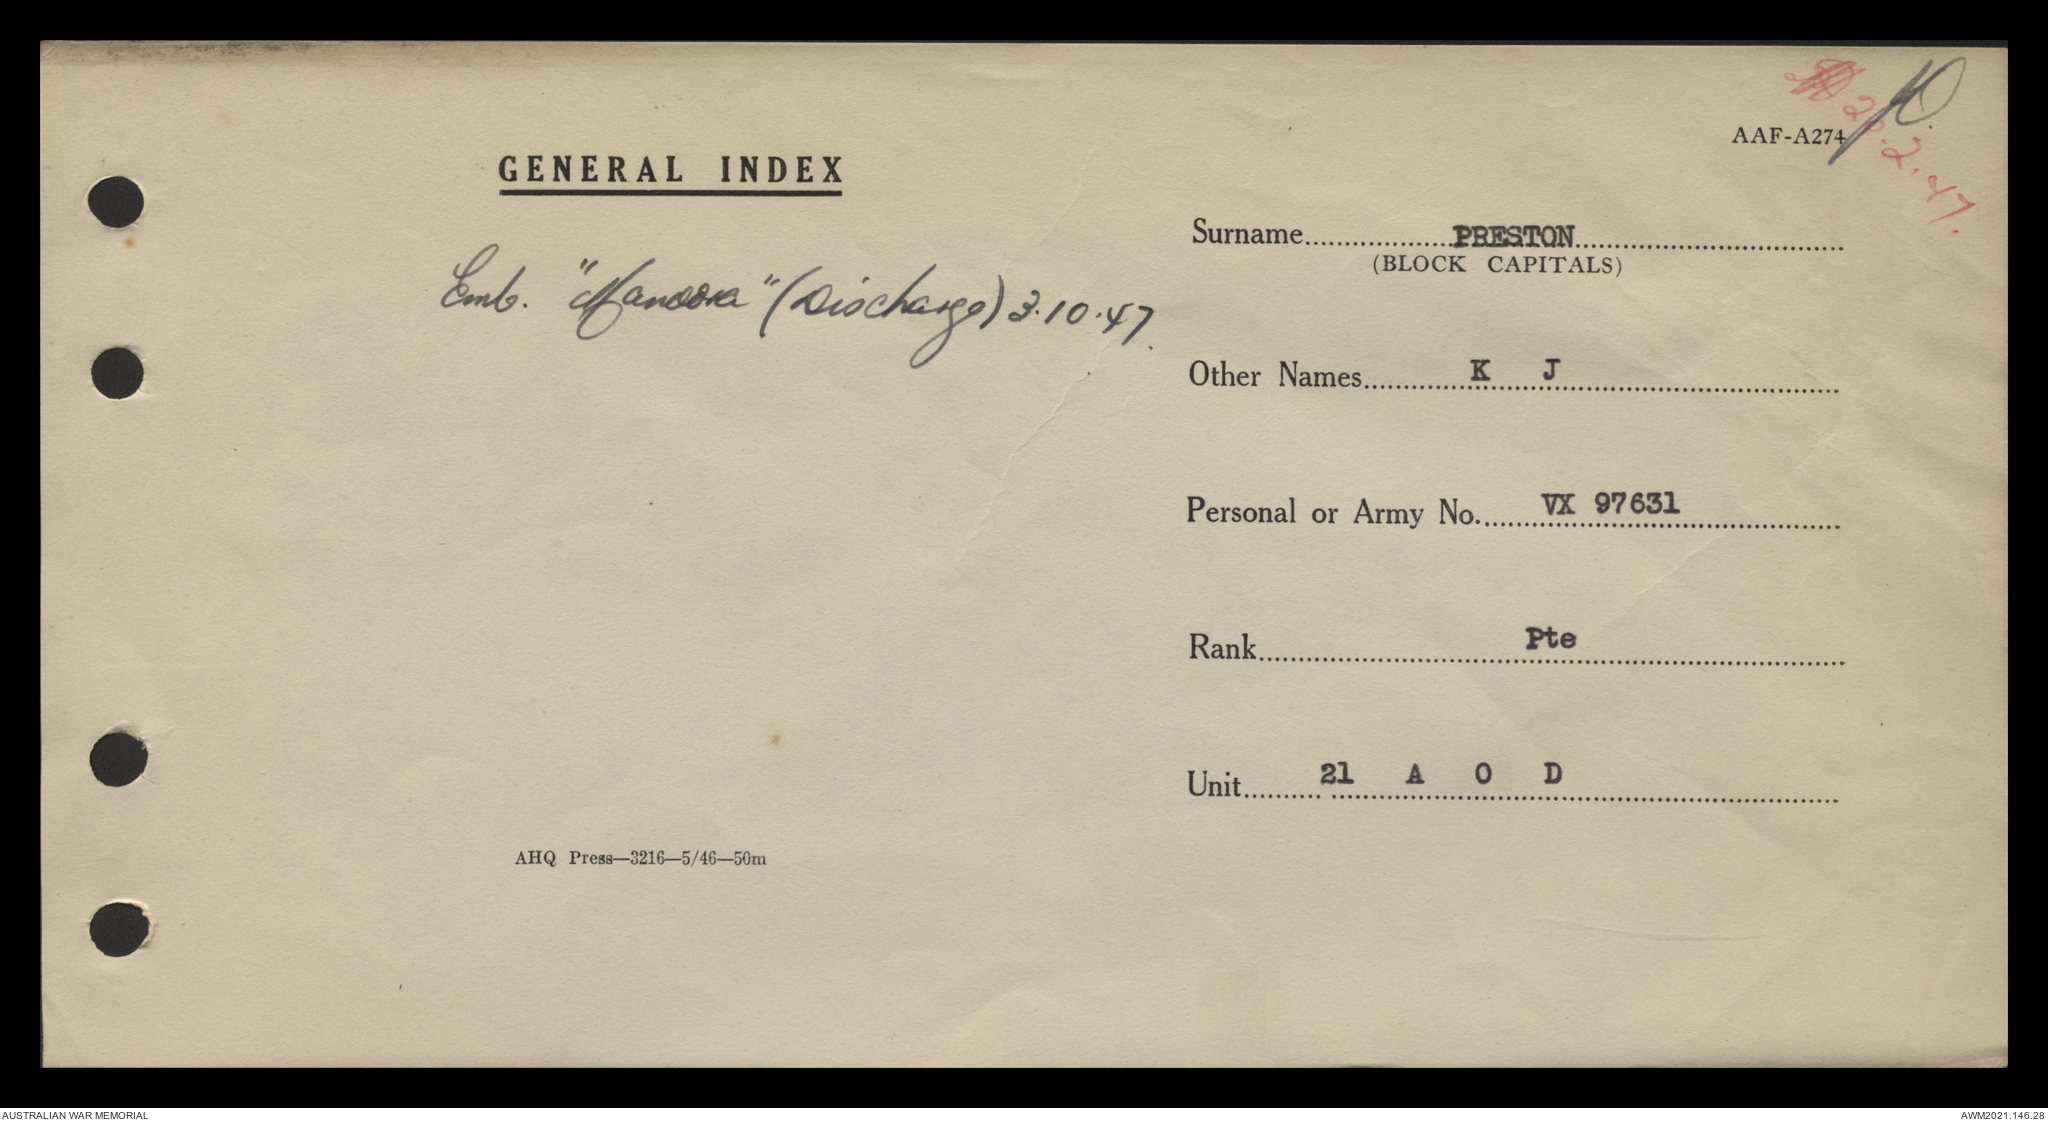 AAF-A274
2.47.
GENERAL INDEX
Emb. "Manoora" (Discharge) 3.10.47.
Surname PRESTON
(BLOCK CAPITALS)
Other Names K J
Personal or Army No. VX 97631
Rank Pte
Unit 21 A O D
AHQ Press—3216—5/46—50m
AUSTRALIAN WAR MEMORIAL
AWM2021.146.28